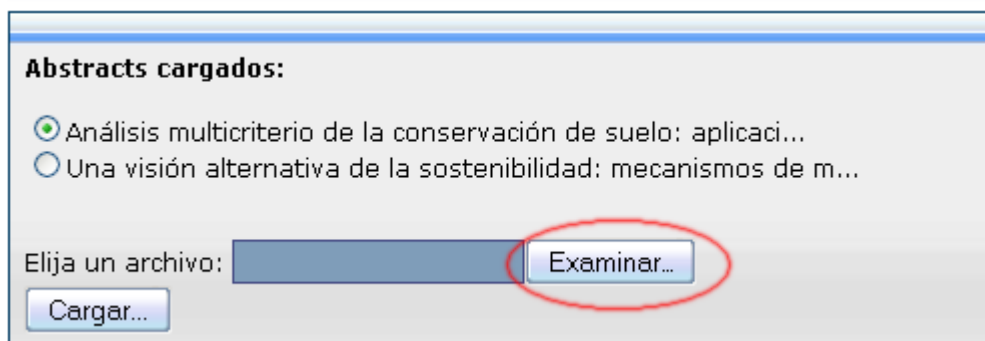 Abstracts cargados:
Análisis multicriterio de la conservación de suelo: aplicaci...
Una visión alternativa de la sostenibilidad: mecanismos de m...
Elija un archivo: Examinar...
Cargar...